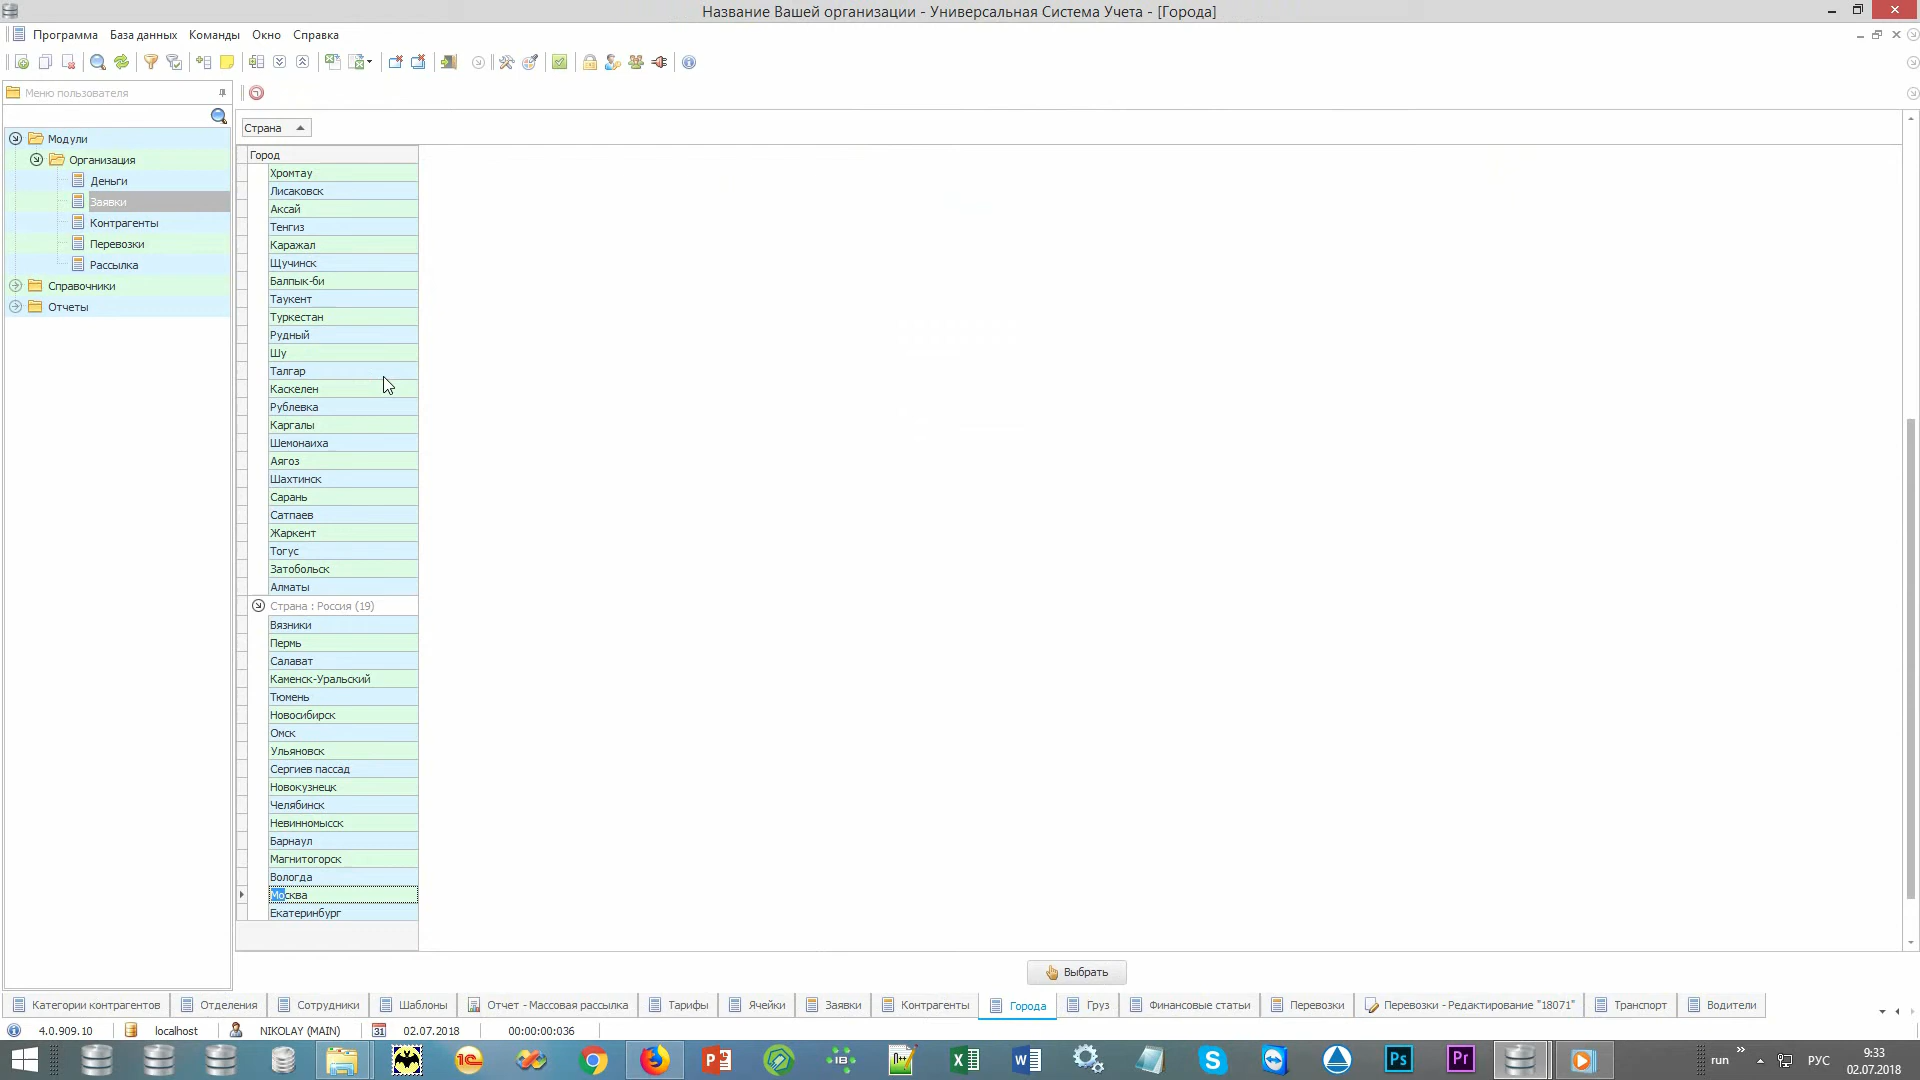 Название Вашей организации - Универсальная Система Учета - [Города]
Программа База данных Команды Окно Справка
Меню пользователя
Модули
Организация
Деньги
Заявки
Контрагенты
Перевозки
Рассылка
Справочники
Отчеты
Страна
Город
Хромтау
Лисаковск
Аксай
Тенгиз
Каражал
Щучинск
Балпык-би
Таукент
Туркестан
Рудный
Шу
Талгар
Каскелен
Рублевка
Каргалы
Шемонаиха
Аягоз
Шахтинск
Сарань
Сатпаев
Жаркент
Тогус
Затобольск
Алматы
Страна : Россия (19)
Вязники
Пермь
Салават
Каменск-Уральский
Тюмень
Новосибирск
Омск
Ульяновск
Сергиев пассад
Новокузнецк
Челябинск
Невинномысск
Барнаул
Магнитогорск
Вологда
Москва
Екатеринбург
Выбрать
Категории контрагентов Отделения Сотрудники Шаблоны Отчет - Массовая рассылка Тарифы Ячейки Заявки Контрагенты Города Груз Финансовые статьи Перевозки Перевозки - Редактирование "18071" Транспорт Водители
4.0.909.10 localhost NIKOLAY (MAIN) 31 02.07.2018 00:00:00:036
1С IB n++ Ps Pr run РУС 9:33
02.07.2018